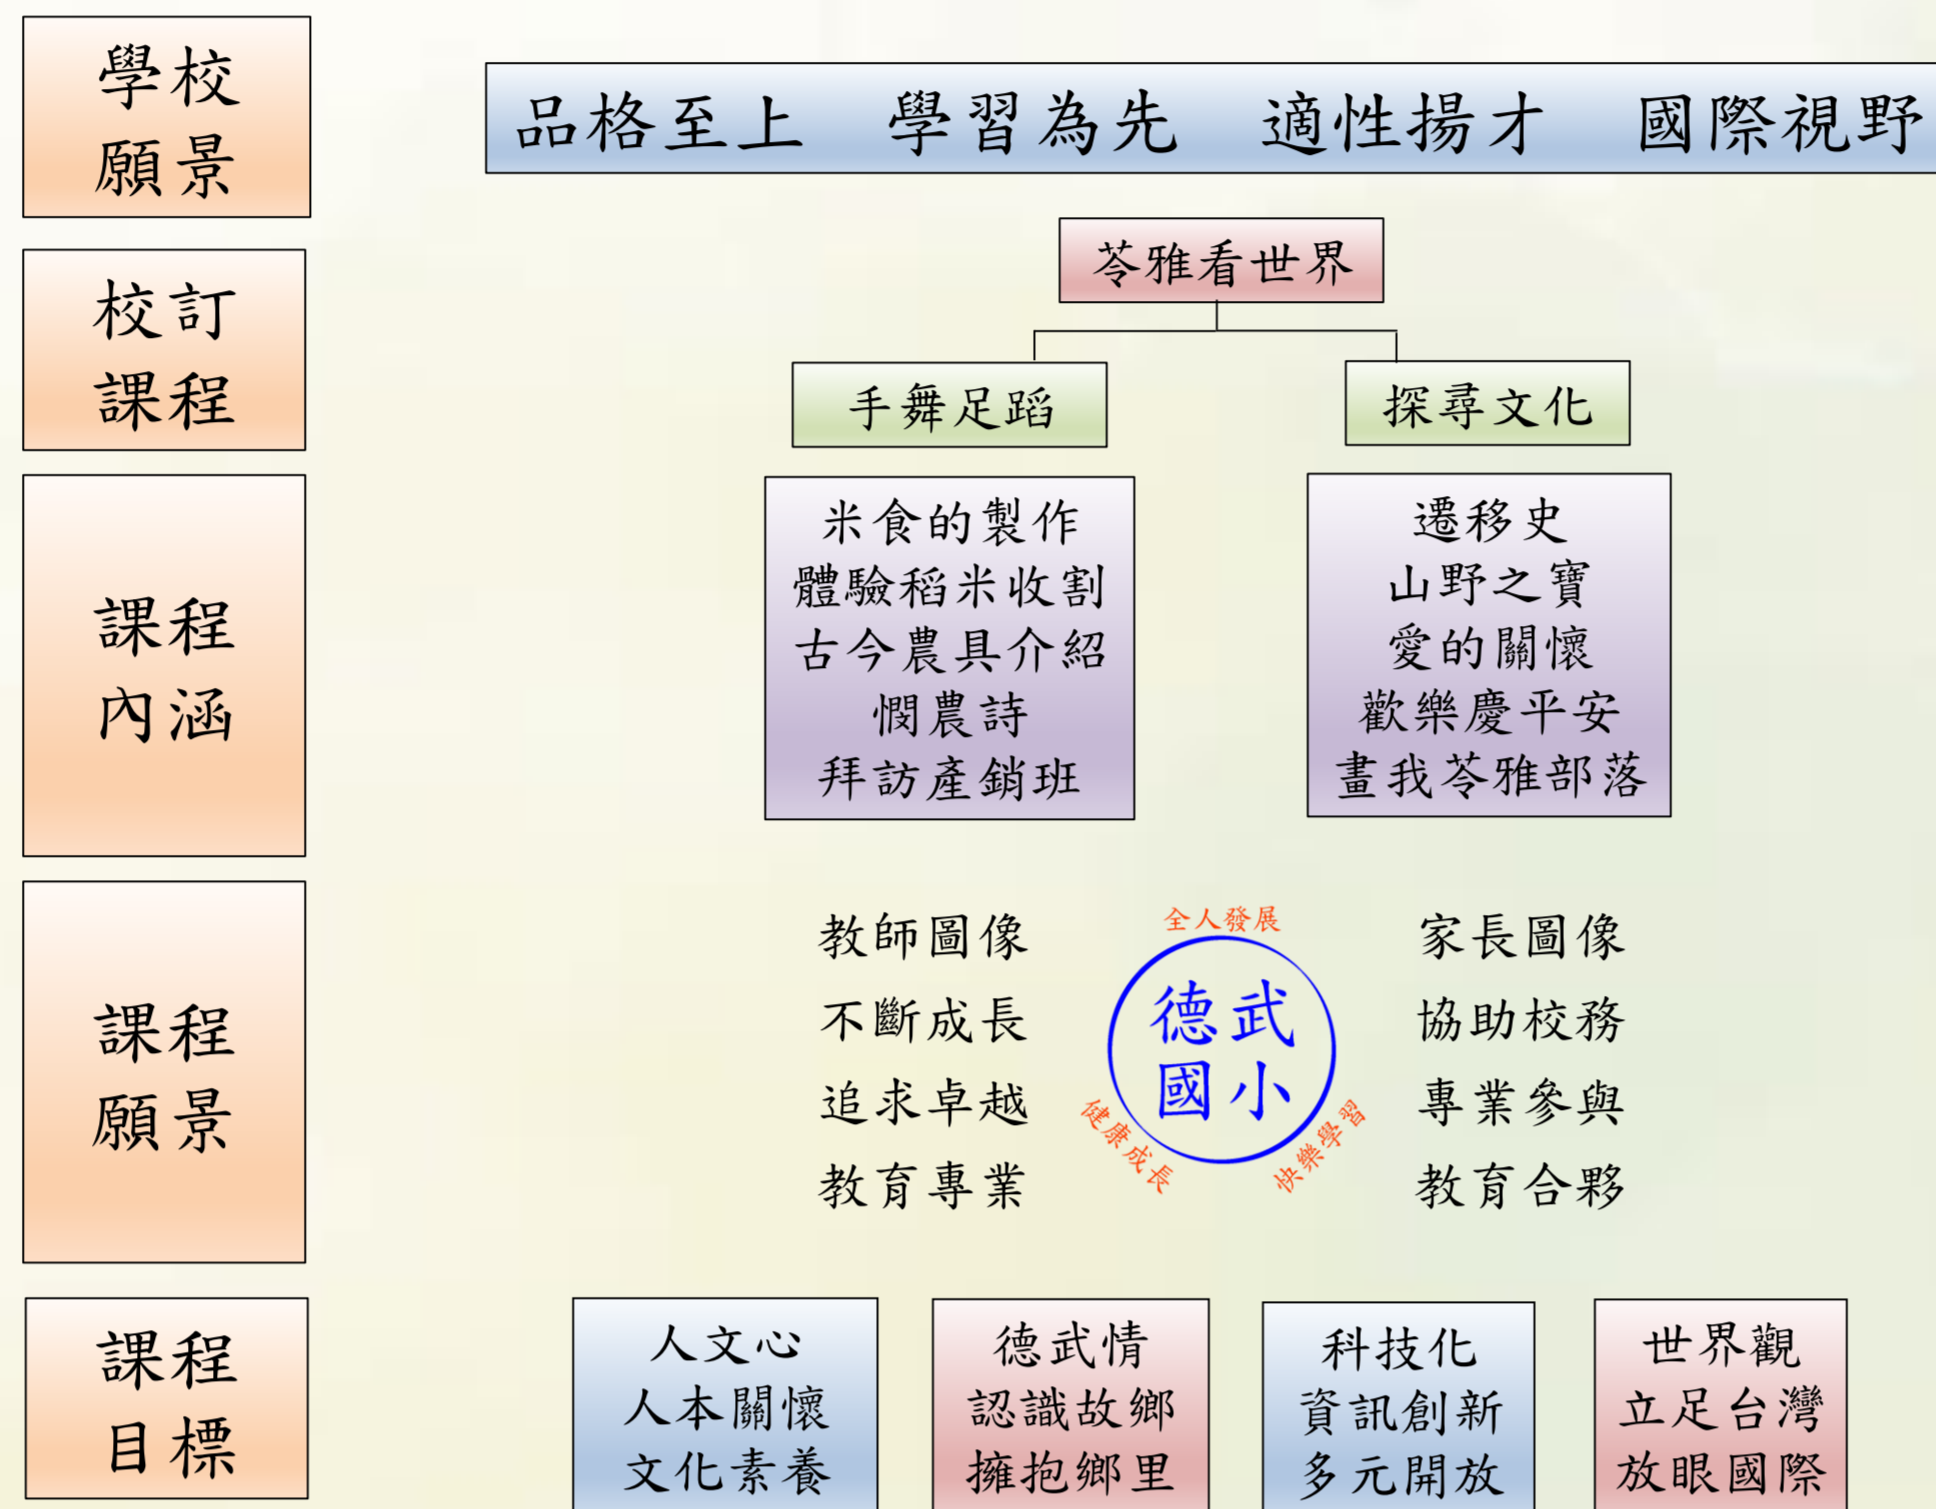 學校
願景
品格至上 學習為先 適性揚才 國際視野
校訂
課程
苓雅看世界
手舞足蹈
探尋文化
課程
內涵
米食的製作
體驗稻米收割
古今農具介紹
憫農詩
拜訪產銷班
遷移史
山野之寶
愛的關懷
歡樂慶平安
畫我苓雅部落
課程
願景
教師圖像
不斷成長
追求卓越
教育專業
全人發展
德武
國小
健康成長
快樂學習
家長圖像
協助校務
專業參與
教育合夥
課程
目標
人文心
人本關懷
文化素養
德武情
認識故鄉
擁抱鄉里
科技化
資訊創新
多元開放
世界觀
立足台灣
放眼國際